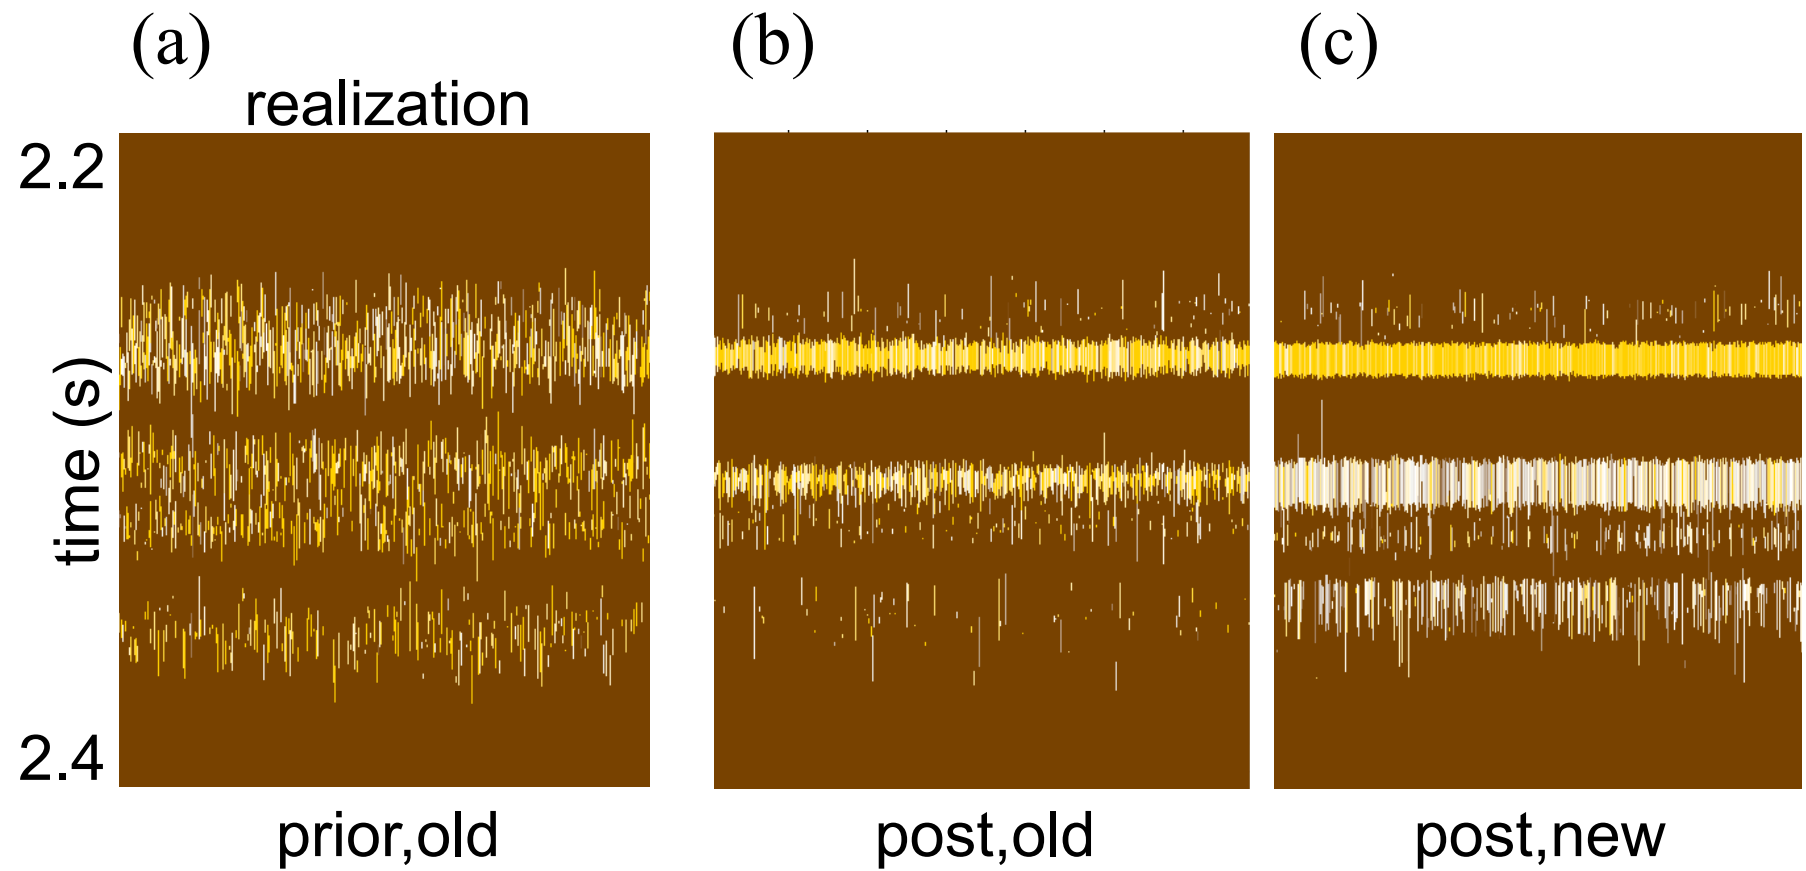 (a)
(b)
(c)
realization
2.2
time (s)
2.4
prior,old
post,old
post,new